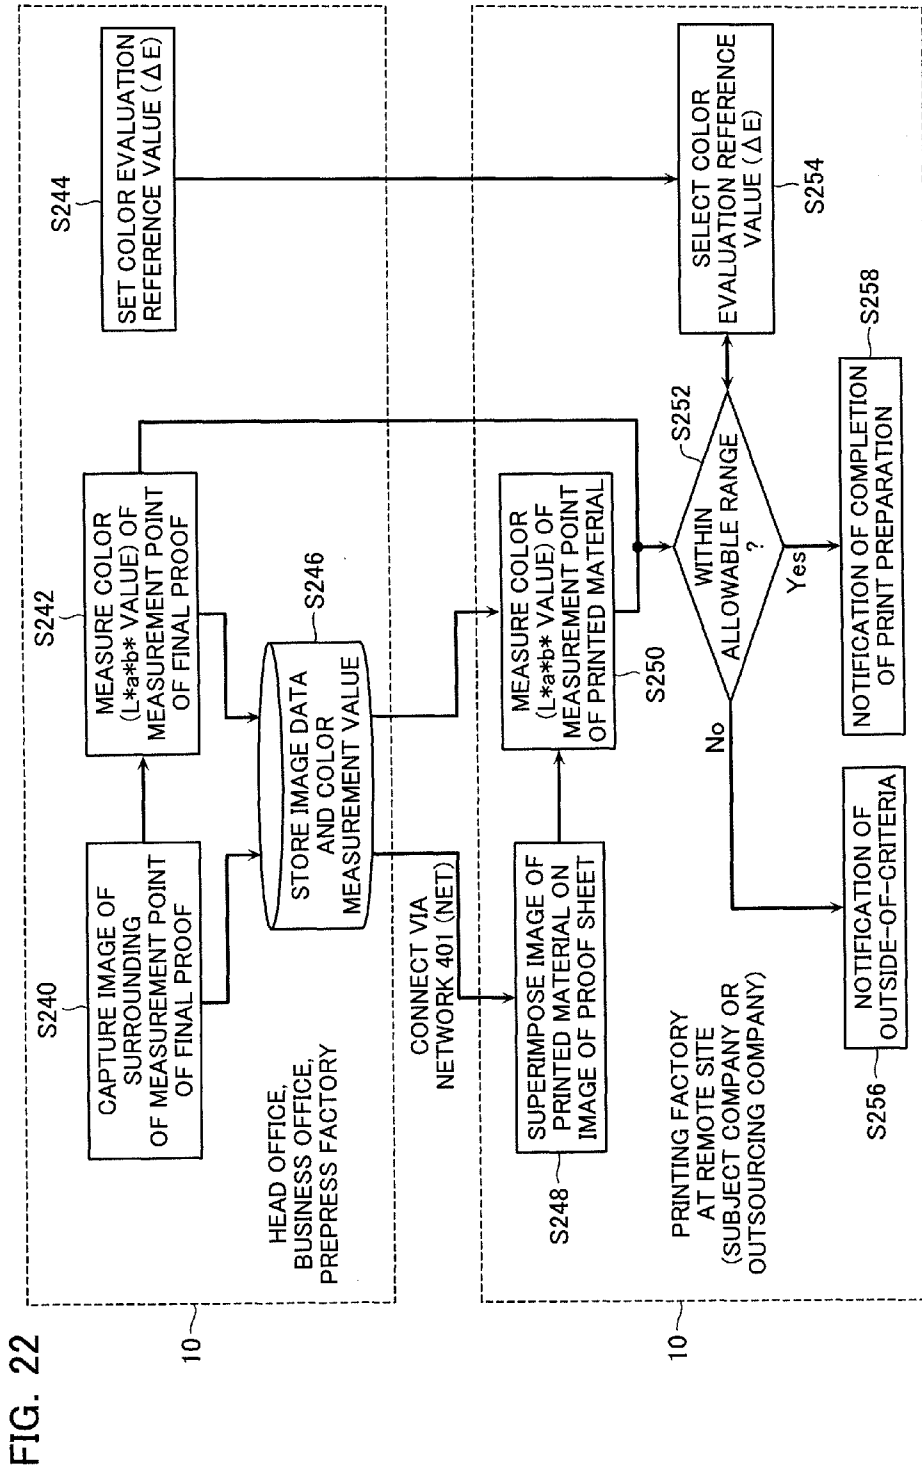 FIG. 22
10
S240
CAPTURE IMAGE OF
SURROUNDING
OF MEASUREMENT POINT
OF FINAL PROOF
S242
MEASURE COLOR
(L*a*b* VALUE) OF
MEASUREMENT POINT
OF FINAL PROOF
S244
SET COLOR EVALUATION
REFERENCE VALUE (ΔE)
S246
STORE IMAGE DATA
AND COLOR
MEASUREMENT VALUE
HEAD OFFICE,
BUSINESS OFFICE,
PREPRESS FACTORY
CONNECT VIA
NETWORK 401 (NET)
10
S248
SUPERIMPOSE IMAGE OF
PRINTED MATERIAL ON
IMAGE OF PROOF SHEET
MEASURE COLOR
(L*a*b* VALUE) OF
MEASUREMENT POINT
OF PRINTED MATERIAL
S250
S252
WITHIN
ALLOWABLE RANGE
?
SELECT COLOR
EVALUATION REFERENCE
VALUE (ΔE)
S254
No
Yes
PRINTING FACTORY
AT REMOTE SITE
(SUBJECT COMPANY OR
OUTSOURCING COMPANY)
NOTIFICATION OF
OUTSIDE-OF-CRITERIA
S256
NOTIFICATION OF COMPLETION
OF PRINT PREPARATION
S258